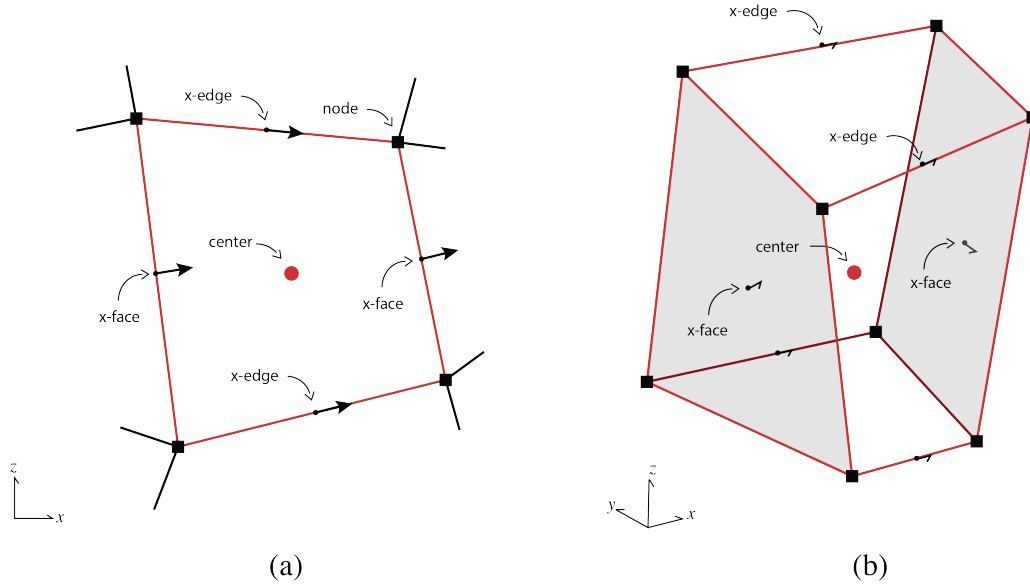 x-edge
node
center
x-face
x-face
x-edge
z
x
(a)
x-edge
x-edge
center
x-face
x-face
z
y
x
(b)